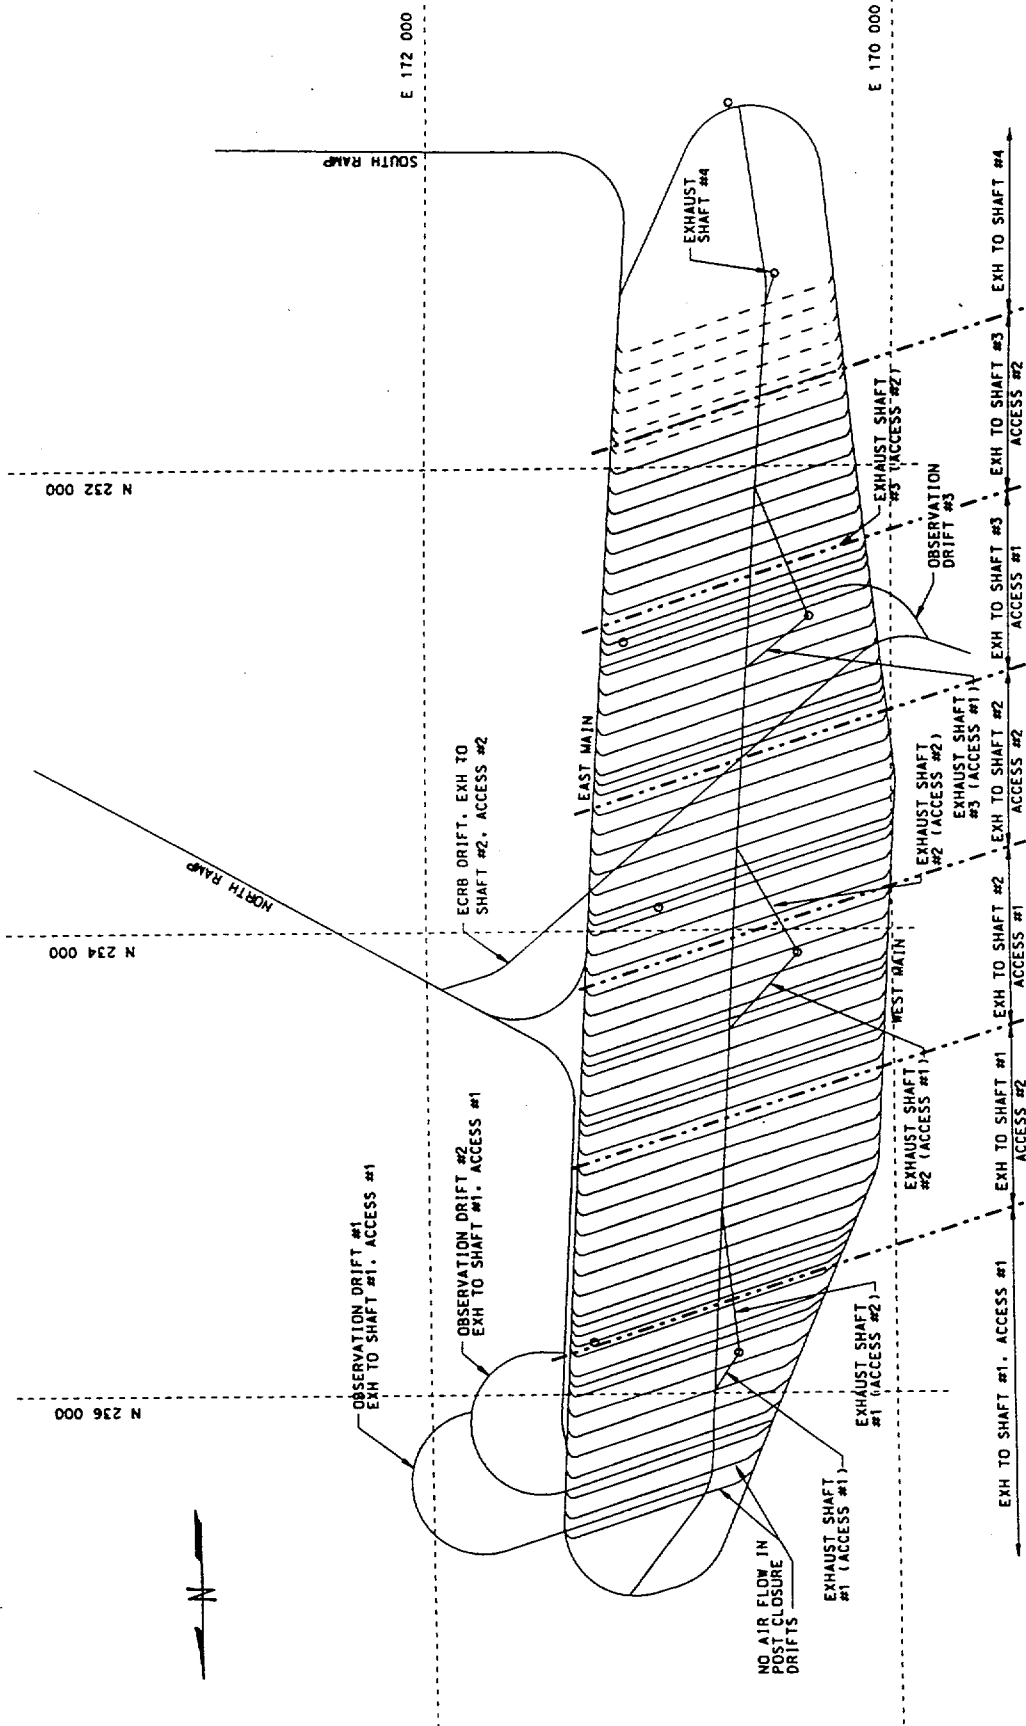 E 172 000
E 170 000
SOUTH RAMP
EXHAUST
SHAFT #4
N 232 000
EXHAUST SHAFT
#3 (ACCESS #2)
OBSERVATION
DRIFT #3
EAST MAIN
ECRB DRIFT. EXH TO
SHAFT #2. ACCESS #2
NORTH RAMP
N 234 000
EXHAUST SHAFT
#3 (ACCESS #1)
EXHAUST SHAFT
#2 (ACCESS #2)
WEST MAIN
EXHAUST SHAFT
#2 (ACCESS #1)
OBSERVATION DRIFT #1
EXH TO SHAFT #1. ACCESS #1
OBSERVATION DRIFT #2
EXH TO SHAFT #1. ACCESS #1
N 236 000
EXHAUST SHAFT
#1 (ACCESS #2)
EXHAUST SHAFT
#1 (ACCESS #1)
NO AIR FLOW IN
POST CLOSURE
DRIFTS
N
EXH TO SHAFT #1. ACCESS #1
EXH TO SHAFT #1
ACCESS #2
EXH TO SHAFT #2
ACCESS #1
EXH TO SHAFT #2
ACCESS #2
EXH TO SHAFT #3
ACCESS #1
EXH TO SHAFT #3
ACCESS #2
EXH TO SHAFT #4